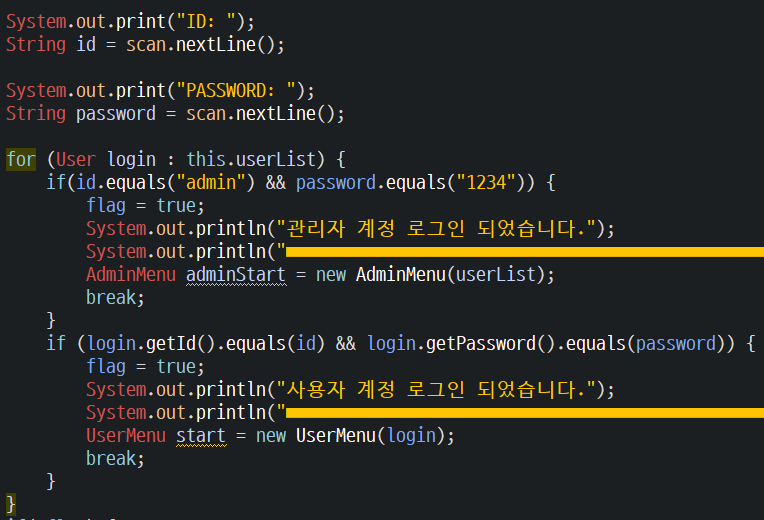 System.out.print("ID: ");
String id = scan.nextLine();
System.out.print("PASSWORD: ");
String password = scan.nextLine();
for (User login : this.userList) {
if(id.equals("admin") && password.equals("1234")) {
flag = true;
System.out.println("관리자 계정 로그인 되었습니다.");
System.out.println("■■■■■■■■■■■■■■■■■■■■■■■■■■■■■■■■■■■■■■■■■■■■■■■■
AdminMenu adminStart = new AdminMenu(userList);
break;
}
if (login.getId().equals(id) && login.getPassword().equals(password)) {
flag = true;
System.out.println("사용자 계정 로그인 되었습니다.");
System.out.println("■■■■■■■■■■■■■■■■■■■■■■■■■■■■■■■■■■■■■■■■■■■■■■■■
UserMenu start = new UserMenu(login);
break;
}
}